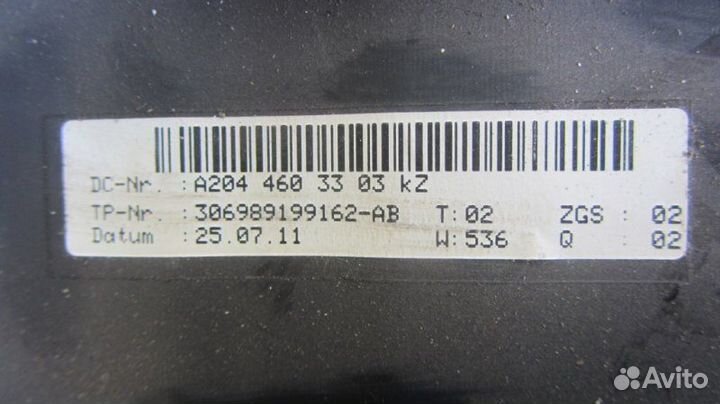 DC-Nr. :A204 460 33 03 kZ
TP-Nr. :306989199162-AB T:02 ZGS : 02
Datum :25.07.11 W:536 Q : 02
Avito